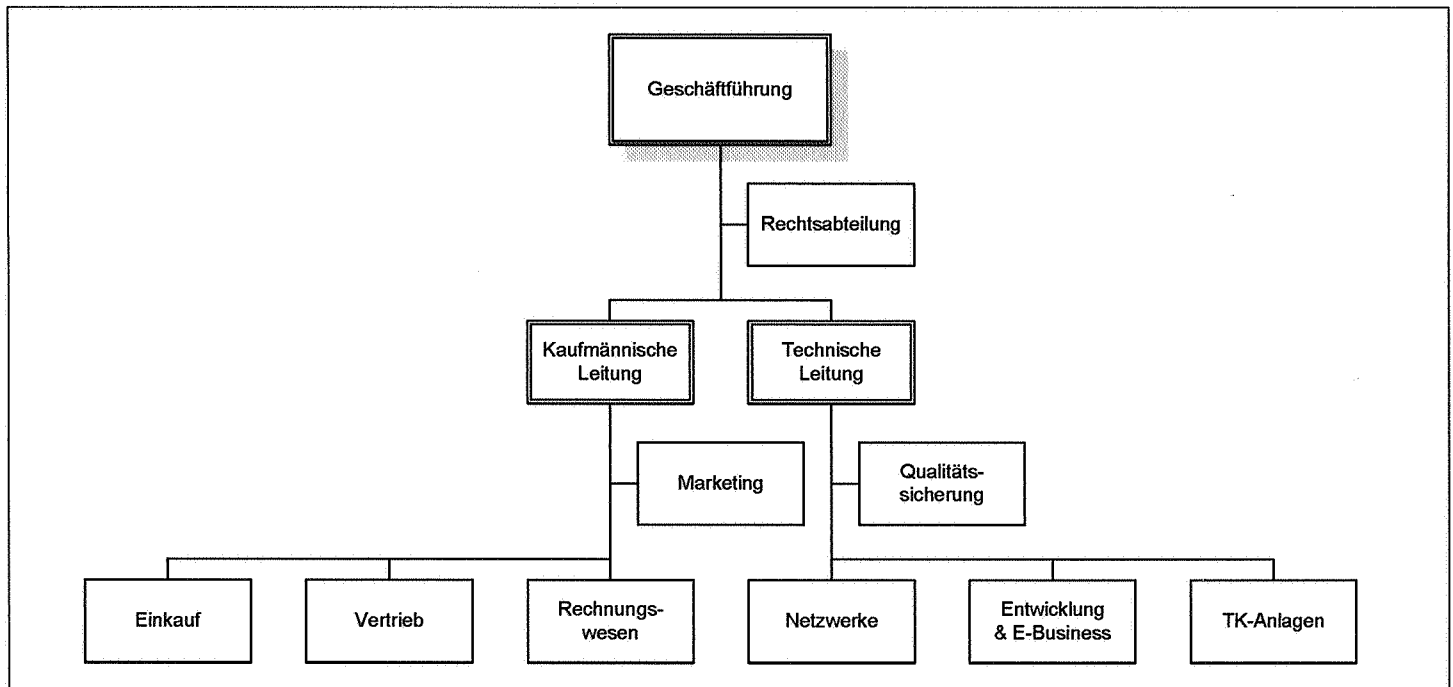 Geschäftführung
Rechtsabteilung
Kaufmännische
Leitung
Technische
Leitung
Marketing
Qualitäts-
sicherung
Einkauf
Vertrieb
Rechnungs-
wesen
Netzwerke
Entwicklung
& E-Business
TK-Anlagen